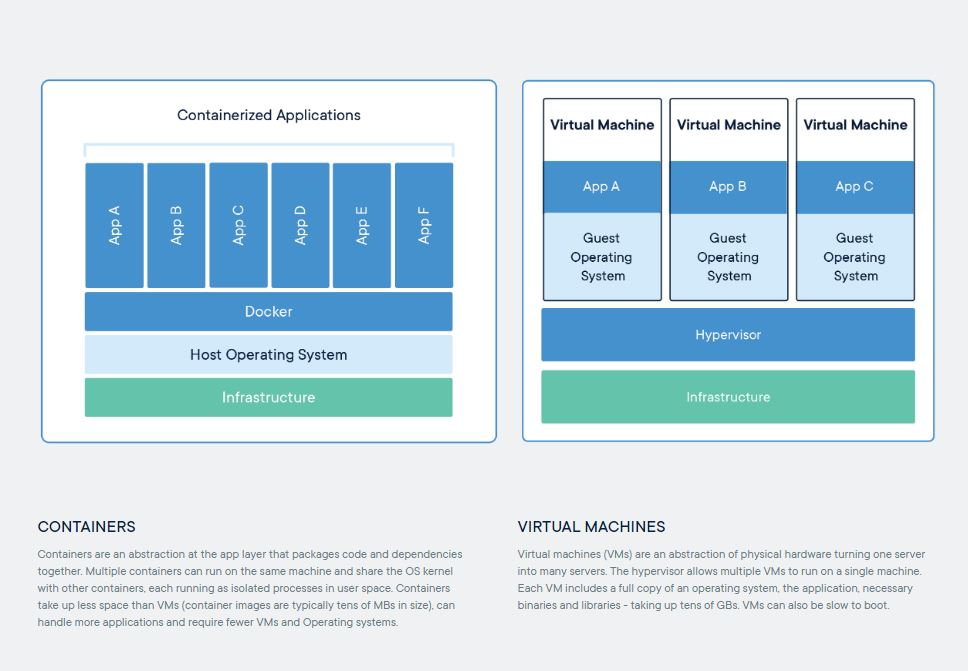 Containerized Applications
App A
App B
App C
App D
App E
App F
Docker
Host Operating System
Infrastructure
Virtual Machine
App A
Guest
Operating
System
Virtual Machine
App B
Guest
Operating
System
Virtual Machine
App C
Guest
Operating
System
Hypervisor
Infrastructure
CONTAINERS
Containers are an abstraction at the app layer that packages code and dependencies
together. Multiple containers can run on the same machine and share the OS kernel
with other containers, each running as isolated processes in user space. Containers
take up less space than VMs (container images are typically tens of MBs in size), can
handle more applications and require fewer VMs and Operating systems.
VIRTUAL MACHINES
Virtual machines (VMs) are an abstraction of physical hardware turning one server
into many servers. The hypervisor allows multiple VMs to run on a single machine.
Each VM includes a full copy of an operating system, the application, necessary
binaries and libraries - taking up tens of GBs. VMs can also be slow to boot.